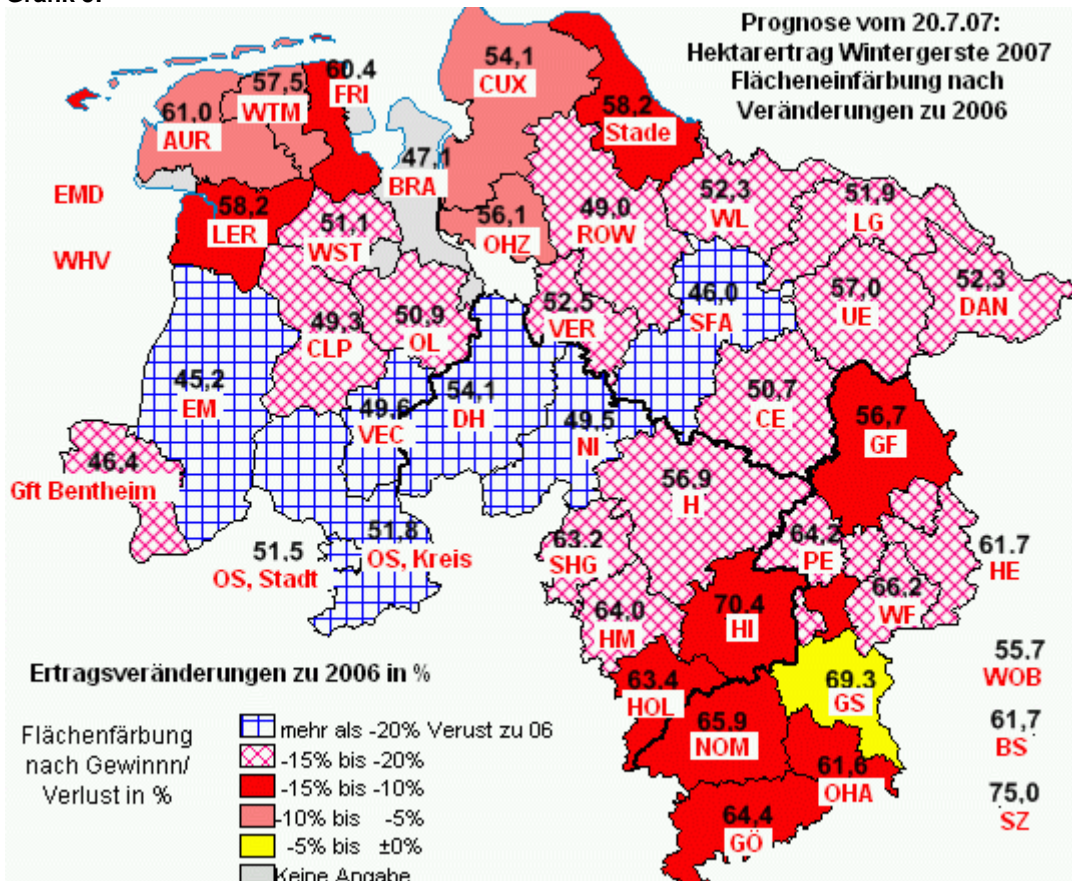 Prognose vom 20.7.07:
Hektarertrag Wintergerste 2007
Flächeneinfärbung nach
Veränderungen zu 2006
54,1
CUX
60.4
FRI
57,5
WTM
61,0
AUR
58,2
Stade
47,1
BRA
EMD
WHV
58,2
LER
51,1
WST
56,1
OHZ
49,0
ROW
52,3
WL
51,9
LG
52,3
DAN
57,0
UE
46,0
SFA
52,5
VER
50,9
OL
49,3
CLP
45,2
EM
49,6
VEC
54,1
DH
49,5
NI
50,7
CE
56,7
GF
46,4
Gft Bentheim
51.5
OS, Stadt
51,8
OS, Kreis
56,9
H
63.2
SHG
64,2
PE
61.7
HE
66,2
WF
64.0
HM
70.4
HI
63,4
HOL
69.3
GS
65,9
NOM
61,6
OHA
64,4
GÖ
55.7
WOB
61,7
BS
75,0
SZ
Ertragsveränderungen zu 2006 in %
Flächenfärbung
nach Gewinnn/
Verlust in %
mehr als -20% Verust zu 06
-15% bis -20%
-15% bis -10%
-10% bis -5%
-5% bis ±0%
Keine Angabe